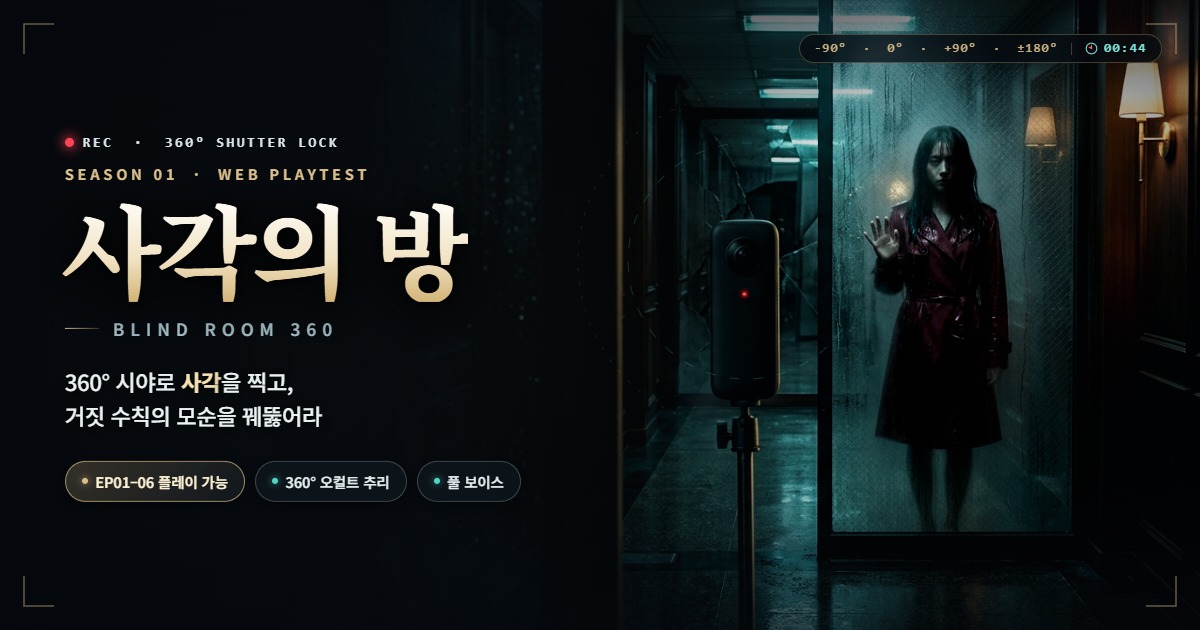 -90° · 0° · +90° · ±180° | 00:44
REC · 360° SHUTTER LOCK
SEASON 01 · WEB PLAYTEST
사각의 방
BLIND ROOM 360
360° 시야로 사각을 찍고,
거짓 수칙의 모순을 꿰뚫어라
EP01–06 플레이 가능
360° 오컬트 추리
풀 보이스